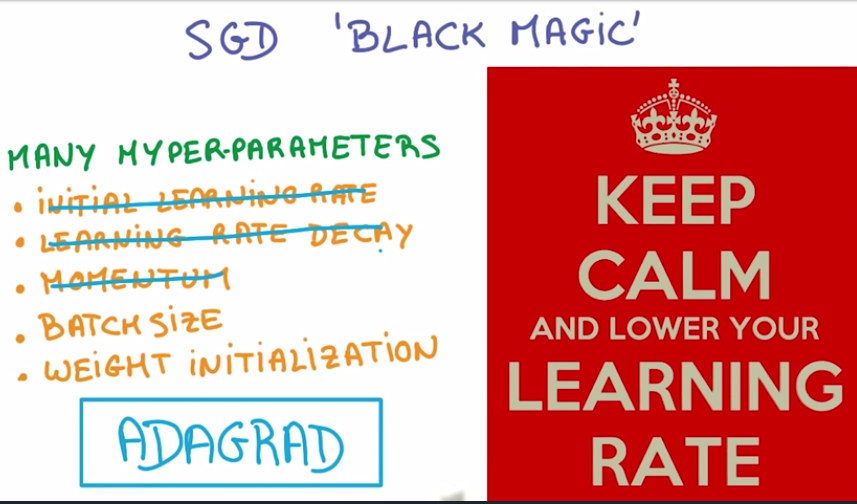 SGD 'BLACK MAGIC'
MANY HYPER-PARAMETERS
• INITIAL LEARNING RATE
• LEARNING RATE DECAY
• MOMENTUM
• BATCH SIZE
• WEIGHT INITIALIZATION
ADAGRAD
KEEP
CALM
AND LOWER YOUR
LEARNING
RATE